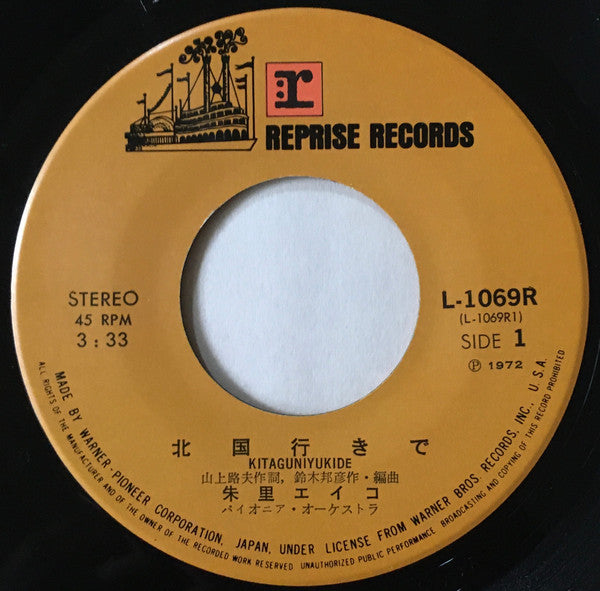 r
REPRISE RECORDS
STEREO
45 RPM
3:33
L-1069R
(L-1069R1)
SIDE 1
Ⓟ 1972
北国行きで
KITAGUNIYUKIDE
山上路夫作詞, 鈴木邦彦作・編曲
朱里エイコ
パイオニア・オーケストラ
MADE BY WARNER-PIONEER CORPORATION, JAPAN, UNDER LICENSE FROM WARNER BROS. RECORDS, INC., U.S.A.
ALL RIGHTS OF THE MANUFACTURER AND OF THE OWNER OF THE RECORDED WORK RESERVED UNAUTHORIZED PUBLIC PERFORMANCE BROADCASTING AND COPYING OF THIS RECORD PROHIBITED